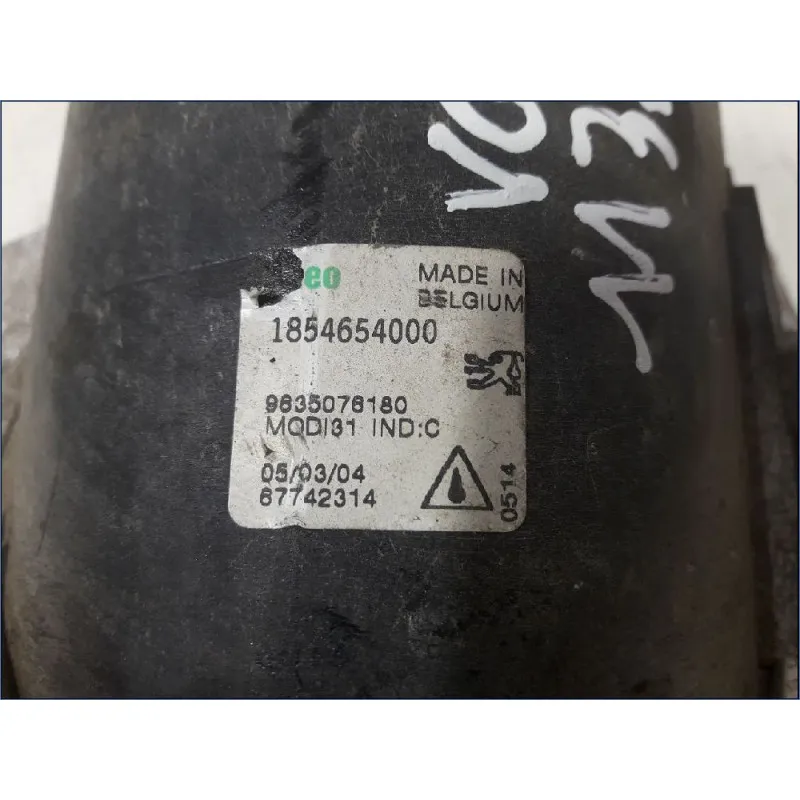 eo
MADE IN
BELGIUM
1854654000
9635076180
MODI31 IND:C
05/03/04
67742314
0514